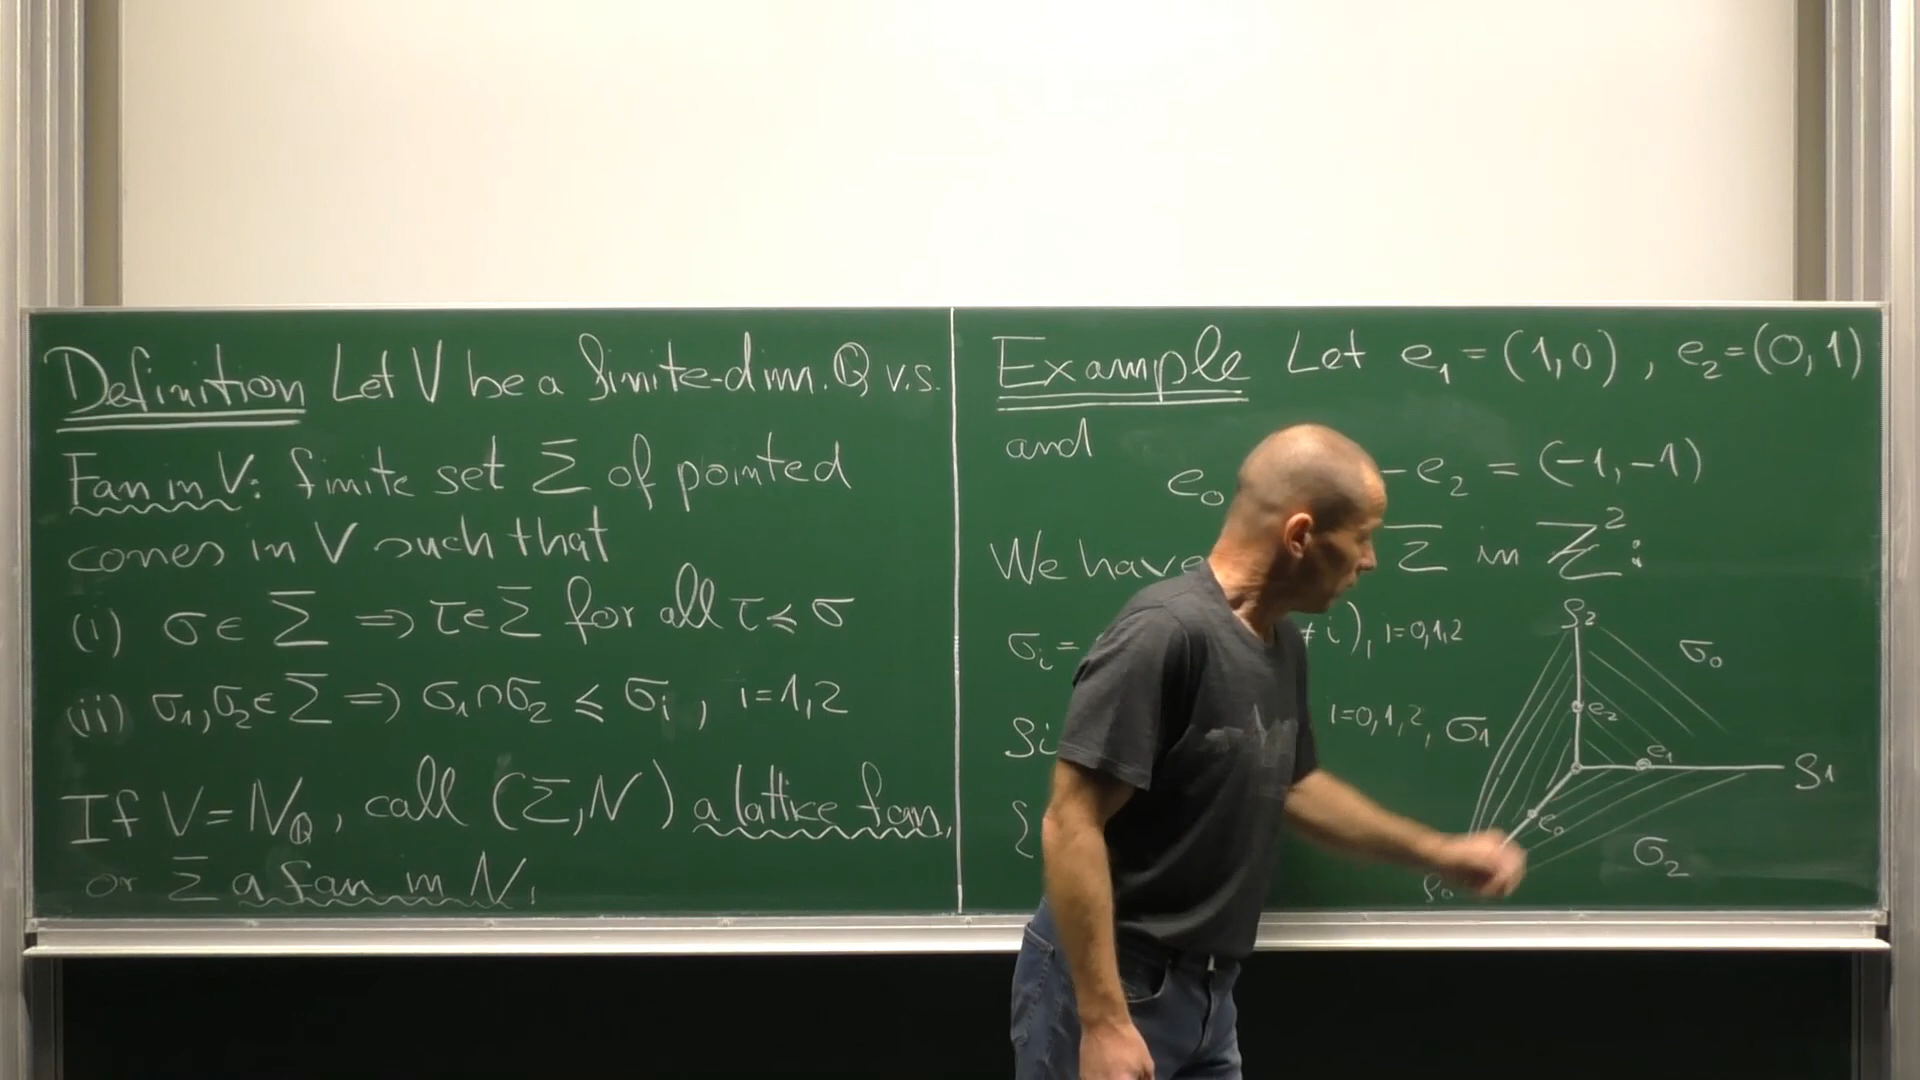 Definition Let V be a finite-dim. ℚ v.s.
Fan in V: finite set Σ of pointed
cones in V such that
(i) σ ∈ Σ ⇒ τ ∈ Σ for all τ ≼ σ
(ii) σ₁, σ₂ ∈ Σ ⇒ σ₁ ∩ σ₂ ≼ σᵢ, i=1,2
If V = N_ℚ, call (Σ, N) a lattice fan,
or Σ a fan in N.
Example Let e₁ = (1,0), e₂ = (0,1)
and
e₀ - e₂ = (-1,-1)
We have Σ in ℤ²:
σᵢ = ≠ i), i=0,1,2
ρᵢ i=0,1,2,
{
ρ₂
σ₀
e₂
σ₁
e₁
ρ₁
e₀
σ₂
ρ₀